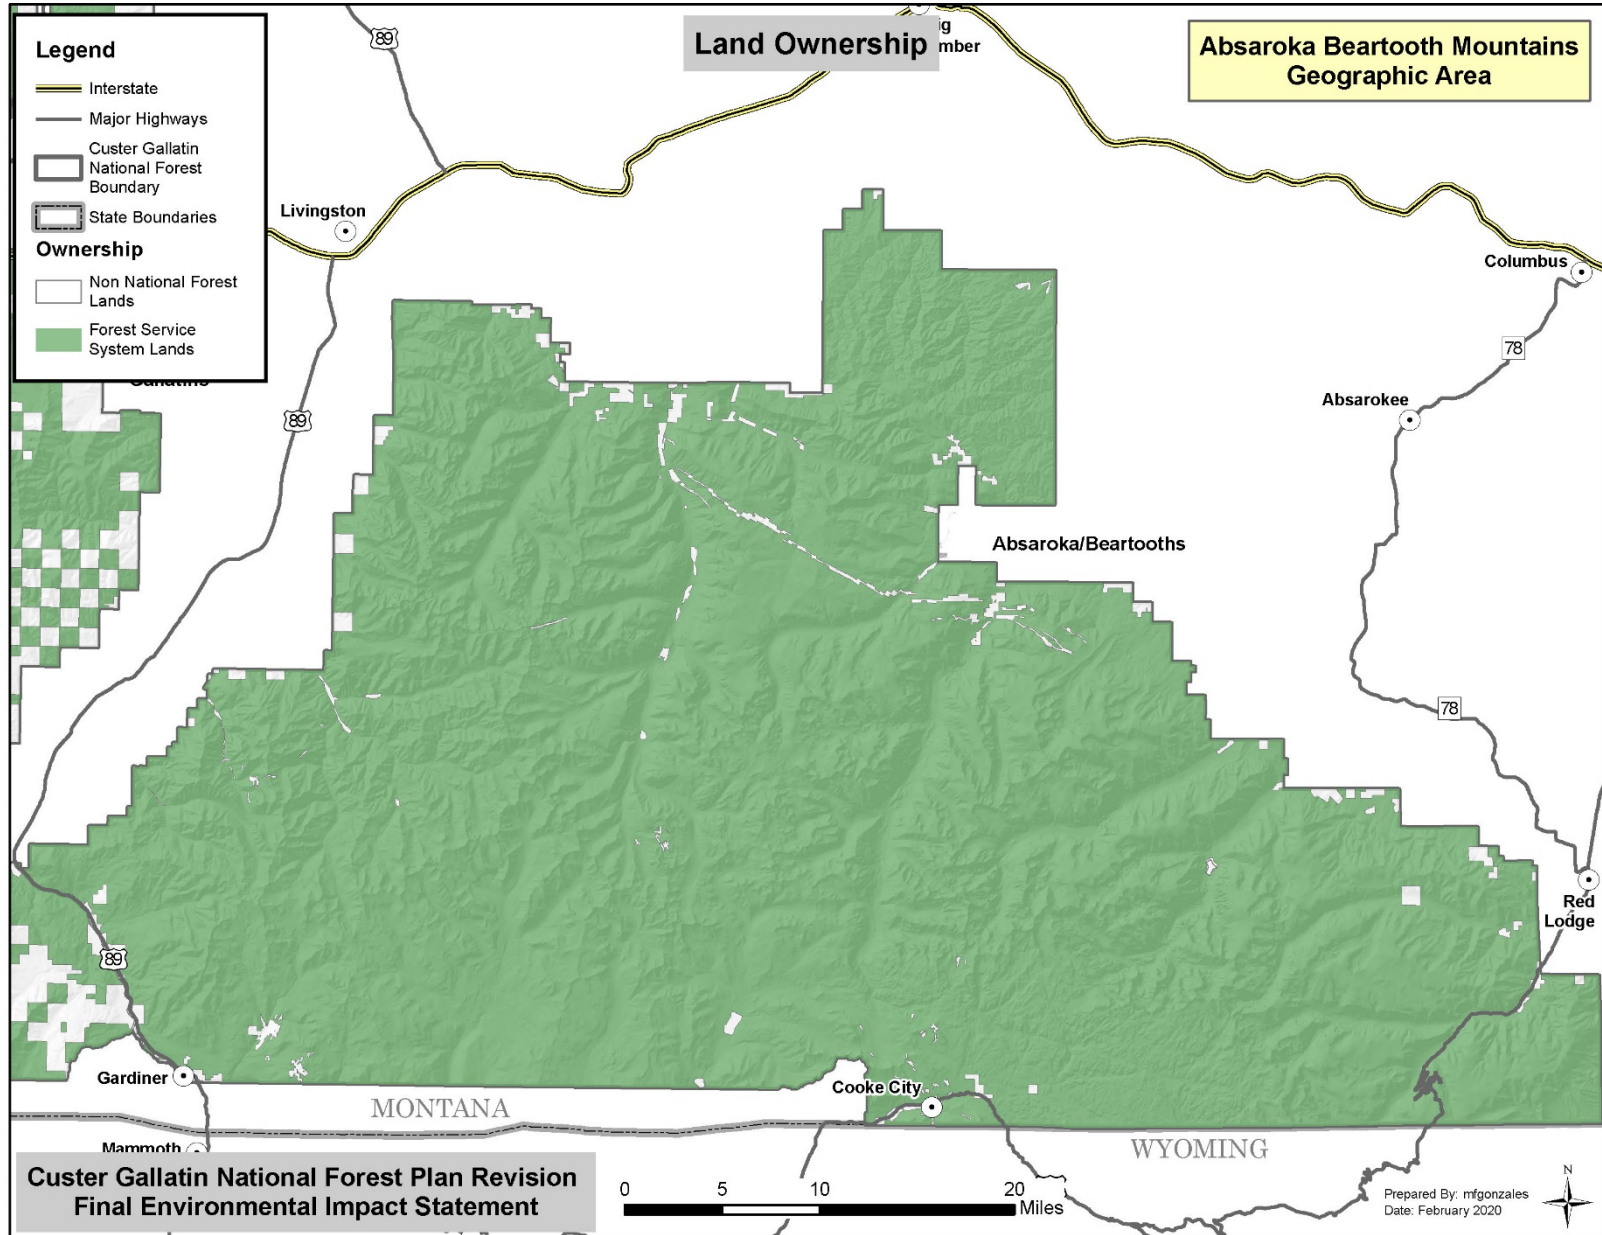 Legend
Interstate
Major Highways
Custer Gallatin
National Forest
Boundary
State Boundaries
Ownership
Non National Forest
Lands
Forest Service
System Lands
Land Ownership
Absaroka Beartooth Mountains
Geographic Area
89
ig
mber
Livingston
Columbus
78
Absarokee
89
Absaroka/Beartooths
78
Red
Lodge
89
Gardiner
Cooke City
MONTANA
WYOMING
Mammoth
Custer Gallatin National Forest Plan Revision
Final Environmental Impact Statement
0 5 10 20
Miles
Prepared By: mfgonzales
Date: February 2020
N